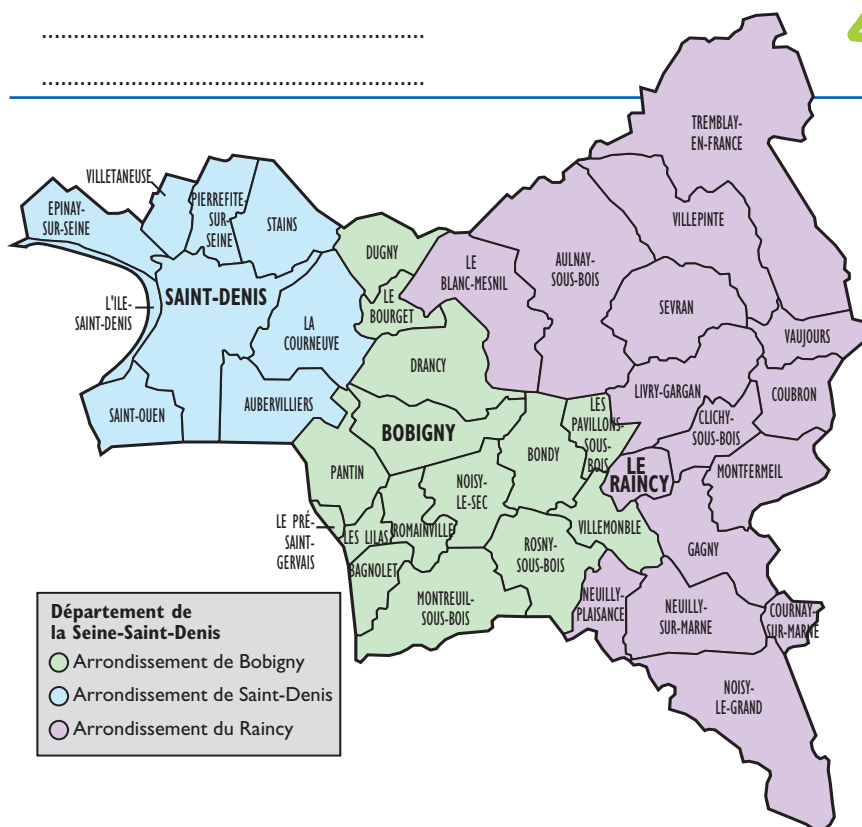 TREMBLAY-
EN-FRANCE
VILLETANEUSE
EPINAY-
SUR-SEINE
PIERREFITE-
SUR-
SEINE
STAINS
VILLEPINTE
DUGNY
LE
BLANC-MESNIL
AULNAY-
SOUS-BOIS
SAINT-DENIS
L'ILE-
SAINT-DENIS
LE
BOURGET
SEVRAN
LA
COURNEUVE
VAUJOURS
DRANCY
LIVRY-GARGAN
COUBRON
SAINT-OUEN
AUBERVILLIERS
LES
PAVILLONS-
SOUS-
BOIS
CLICHY-
SOUS-BOIS
BOBIGNY
BONDY
LE
RAINCY
MONTFERMEIL
PANTIN
NOISY-
LE-SEC
LE PRÉ-
SAINT-
GERVAIS
LES LILAS
ROMAINVILLE
VILLEMONBLE
ROSNY-
SOUS-BOIS
GAGNY
BAGNOLET
MONTREUIL-
SOUS-BOIS
NEUILLY-
PLAISANCE
NEUILLY-
SUR-MARNE
COURNAY-
SUR-MARNE
NOISY-
LE-GRAND
Département de
la Seine-Saint-Denis
Arrondissement de Bobigny
Arrondissement de Saint-Denis
Arrondissement du Raincy